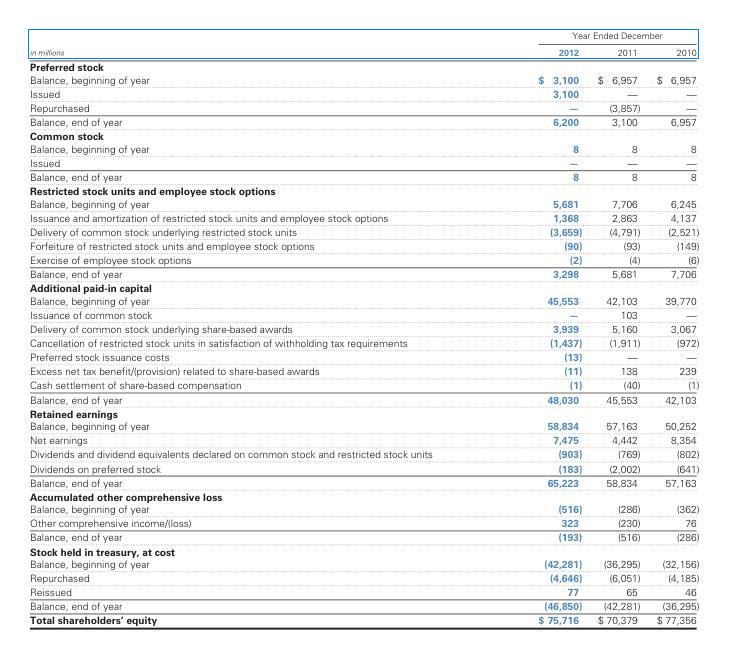 Year Ended December
in millions 2012 2011 2010
Preferred stock
Balance, beginning of year $ 3,100 $ 6,957 $ 6,957
Issued 3,100 — —
Repurchased — (3,857) —
Balance, end of year 6,200 3,100 6,957
Common stock
Balance, beginning of year 8 8 8
Issued — — —
Balance, end of year 8 8 8
Restricted stock units and employee stock options
Balance, beginning of year 5,681 7,706 6,245
Issuance and amortization of restricted stock units and employee stock options 1,368 2,863 4,137
Delivery of common stock underlying restricted stock units (3,659) (4,791) (2,521)
Forfeiture of restricted stock units and employee stock options (90) (93) (149)
Exercise of employee stock options (2) (4) (6)
Balance, end of year 3,298 5,681 7,706
Additional paid-in capital
Balance, beginning of year 45,553 42,103 39,770
Issuance of common stock — 103 —
Delivery of common stock underlying share-based awards 3,939 5,160 3,067
Cancellation of restricted stock units in satisfaction of withholding tax requirements (1,437) (1,911) (972)
Preferred stock issuance costs (13) — —
Excess net tax benefit/(provision) related to share-based awards (11) 138 239
Cash settlement of share-based compensation (1) (40) (1)
Balance, end of year 48,030 45,553 42,103
Retained earnings
Balance, beginning of year 58,834 57,163 50,252
Net earnings 7,475 4,442 8,354
Dividends and dividend equivalents declared on common stock and restricted stock units (903) (769) (802)
Dividends on preferred stock (183) (2,002) (641)
Balance, end of year 65,223 58,834 57,163
Accumulated other comprehensive loss
Balance, beginning of year (516) (286) (362)
Other comprehensive income/(loss) 323 (230) 76
Balance, end of year (193) (516) (286)
Stock held in treasury, at cost
Balance, beginning of year (42,281) (36,295) (32,156)
Repurchased (4,646) (6,051) (4,185)
Reissued 77 65 46
Balance, end of year (46,850) (42,281) (36,295)
Total shareholders' equity $ 75,716 $ 70,379 $ 77,356